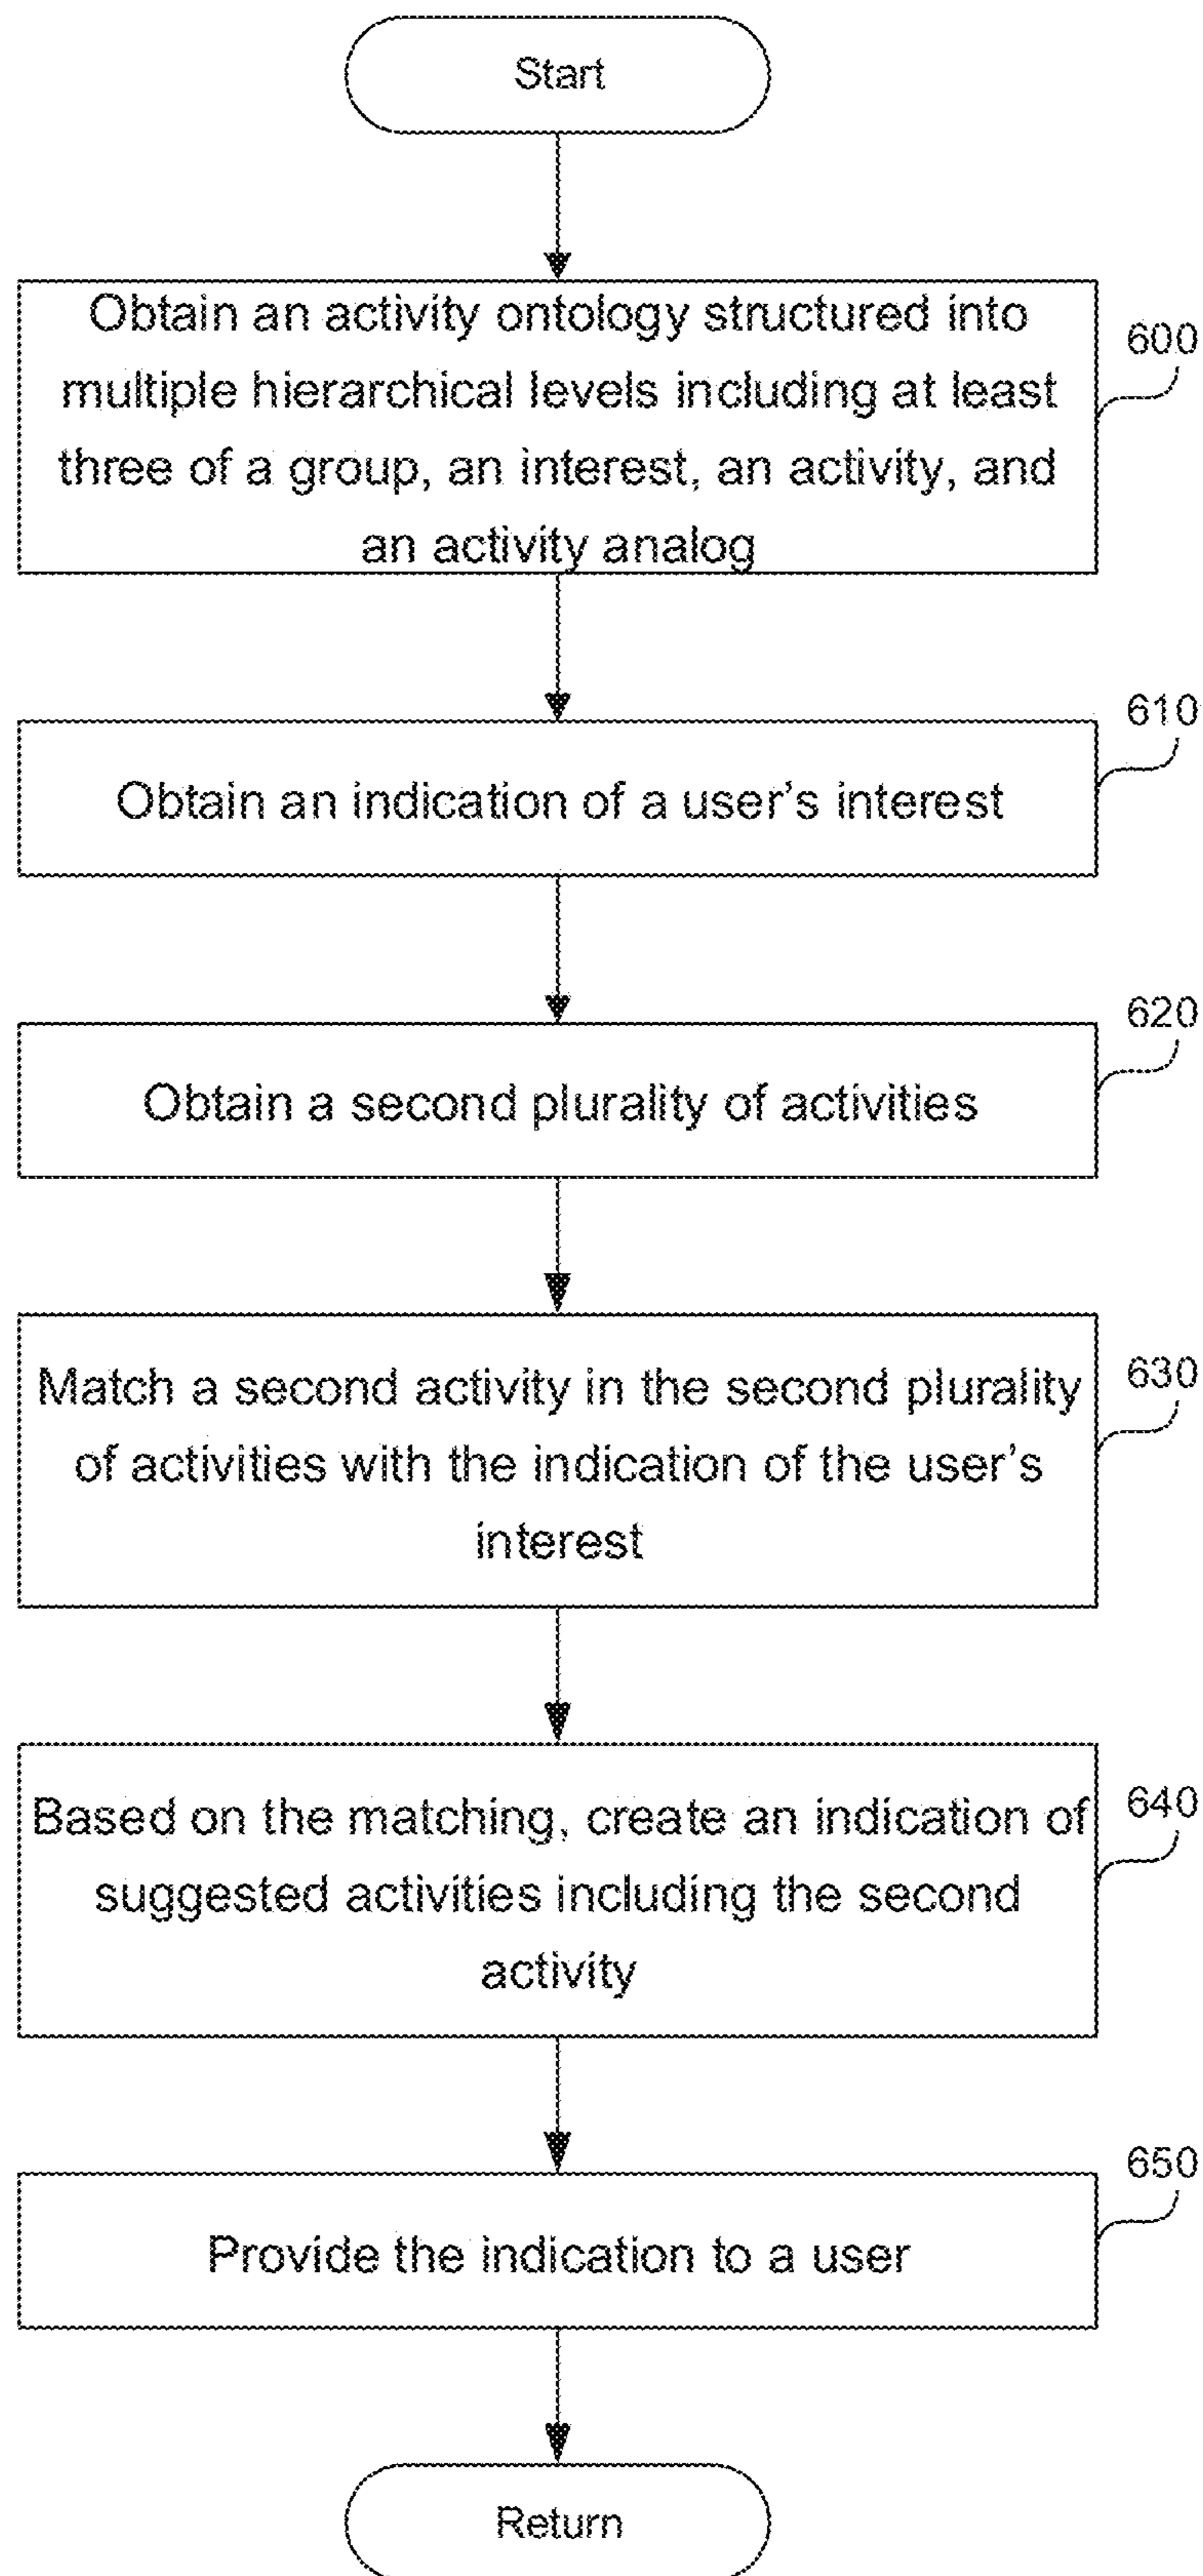 Start
Obtain an activity ontology structured into
multiple hierarchical levels including at least
three of a group, an interest, an activity, and
an activity analog
600
Obtain an indication of a user’s interest
610
Obtain a second plurality of activities
620
Match a second activity in the second plurality
of activities with the indication of the user’s
interest
630
Based on the matching, create an indication of
suggested activities including the second
activity
640
Provide the indication to a user
650
Return